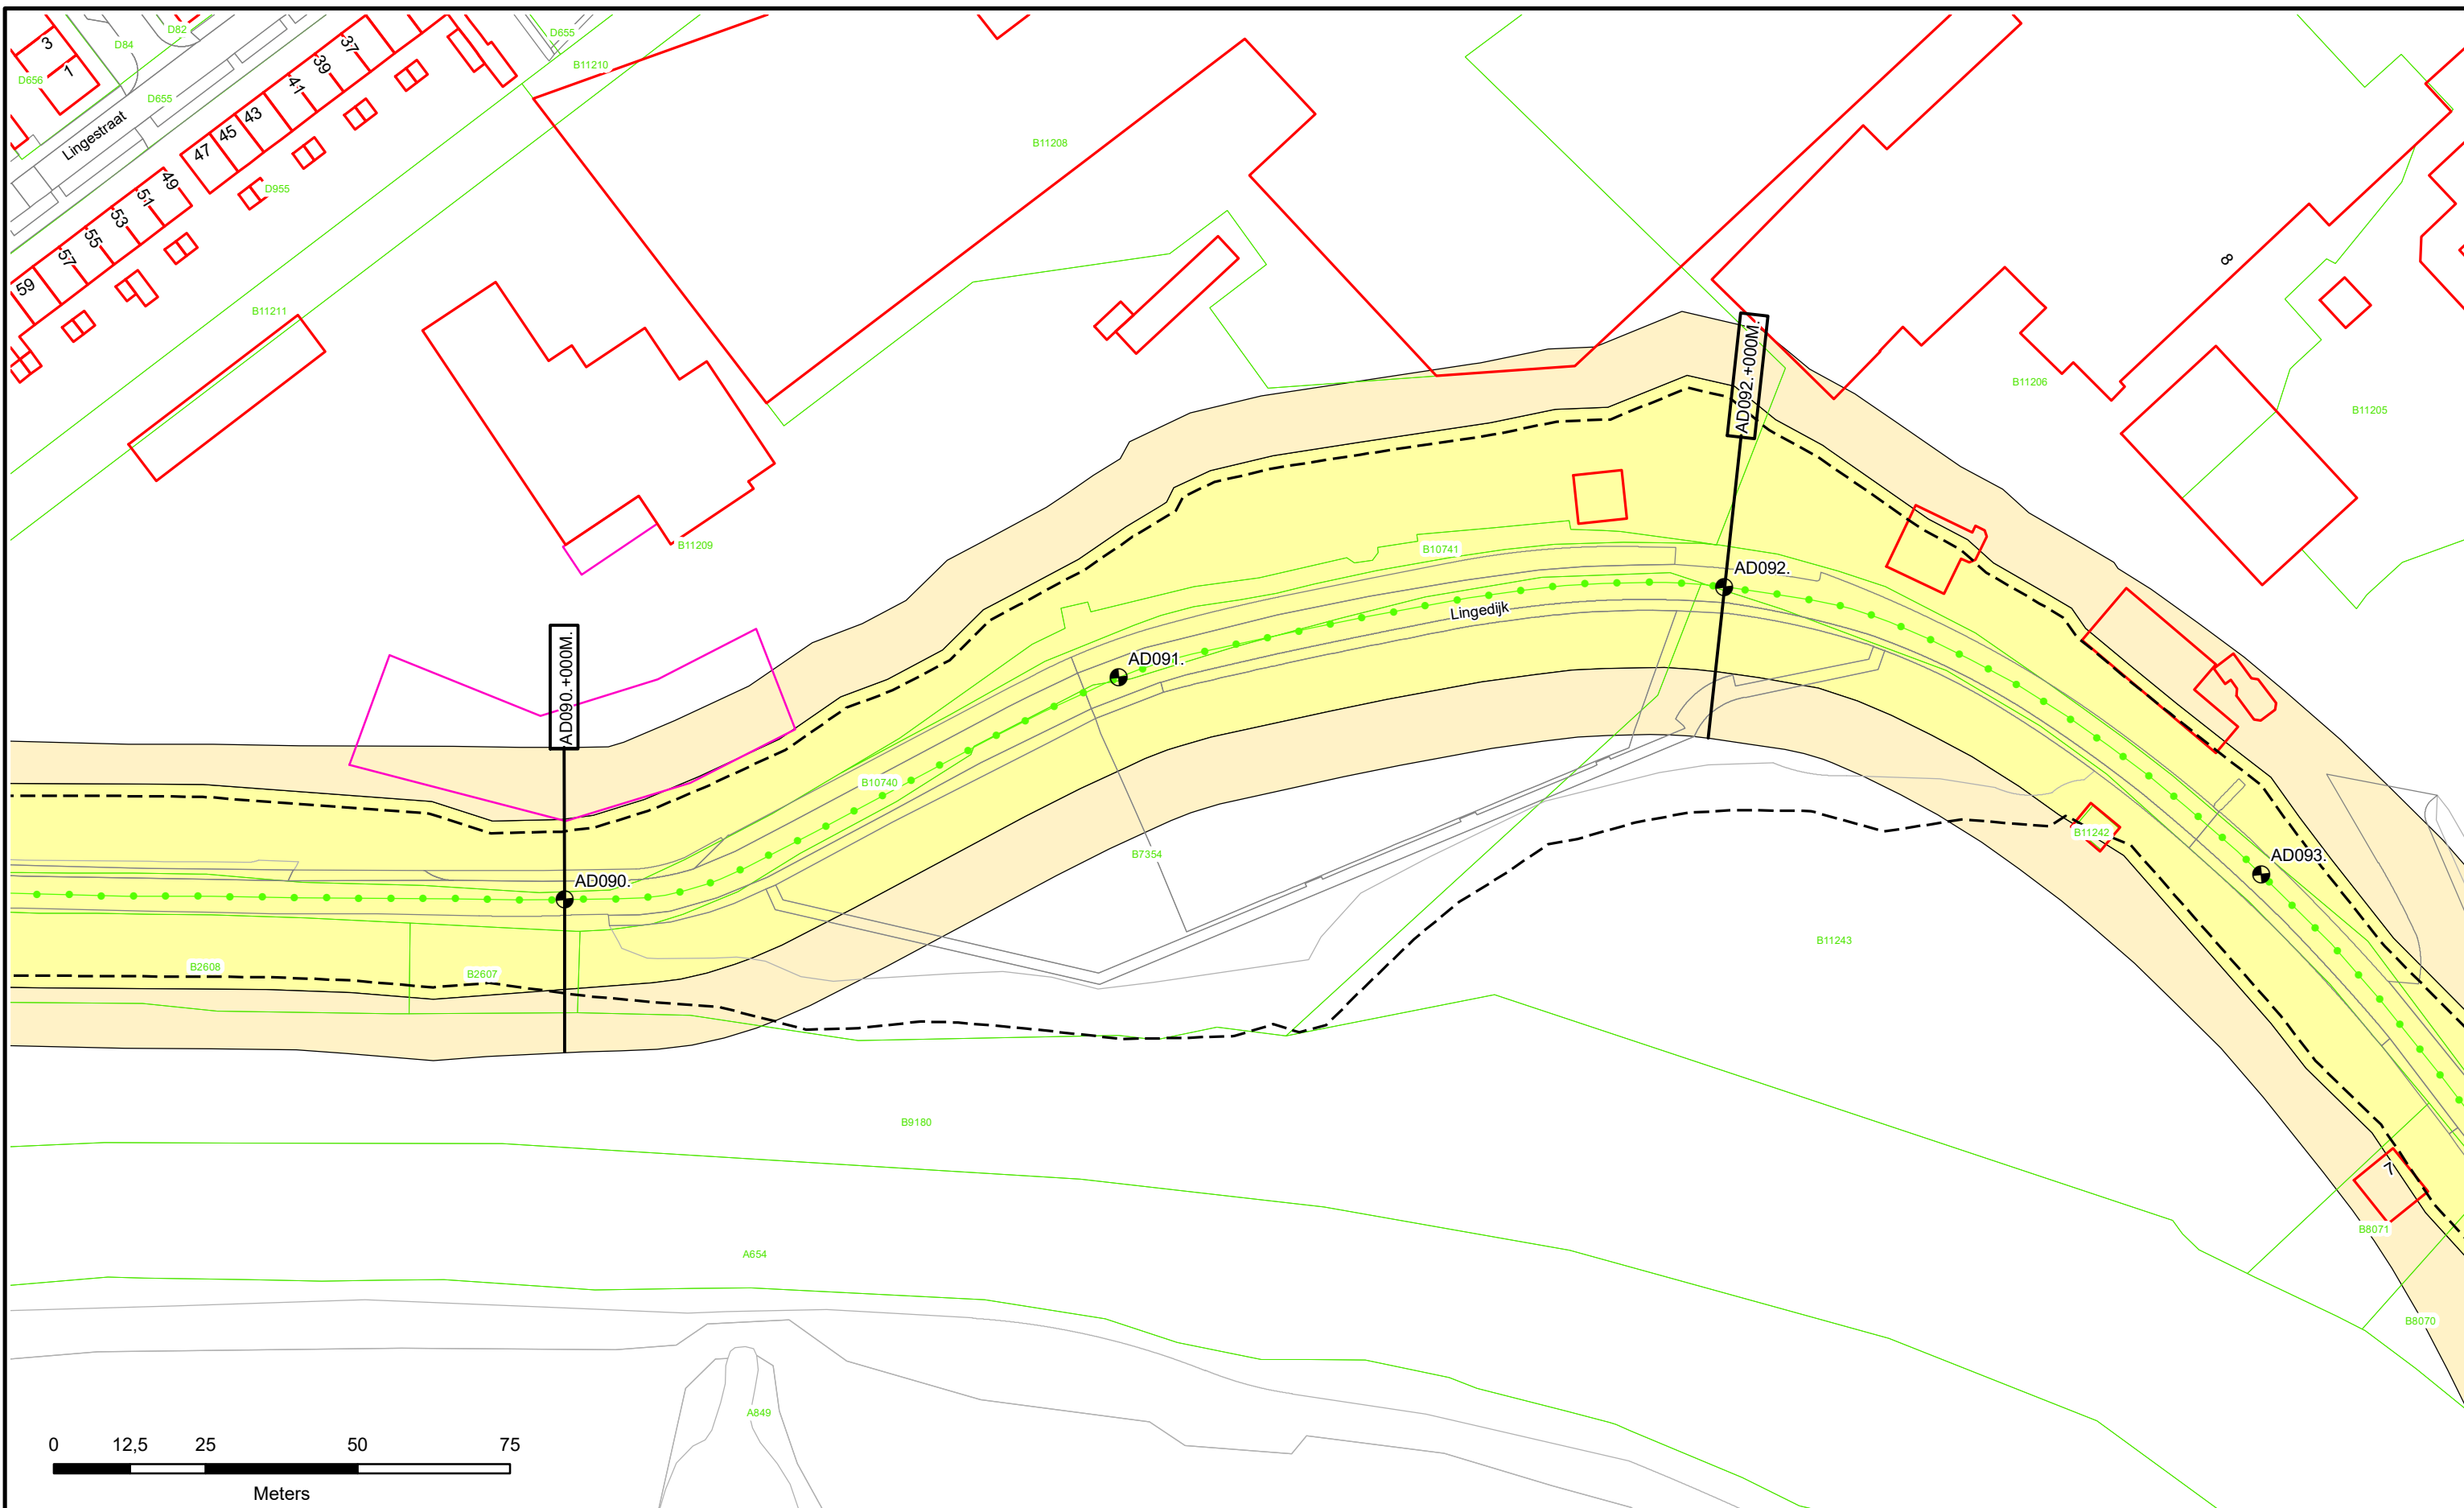 D82
D84
D655
3
1
D656
D655
Lingestraat
37
39
41
43
45
47
49
51
53
55
57
59
D955
B11210
B11208
B11211
8
B11206
B11205
AD092.+000M.
B11209
B10741
AD092.
Lingedijk
AD091.
AD090.+000M.
B10740
B11242
B7354
AD093.
AD090.
B11243
B2608
B2607
B9180
7
B8071
A654
B8070
A849
0 12,5 25 50 75
Meters